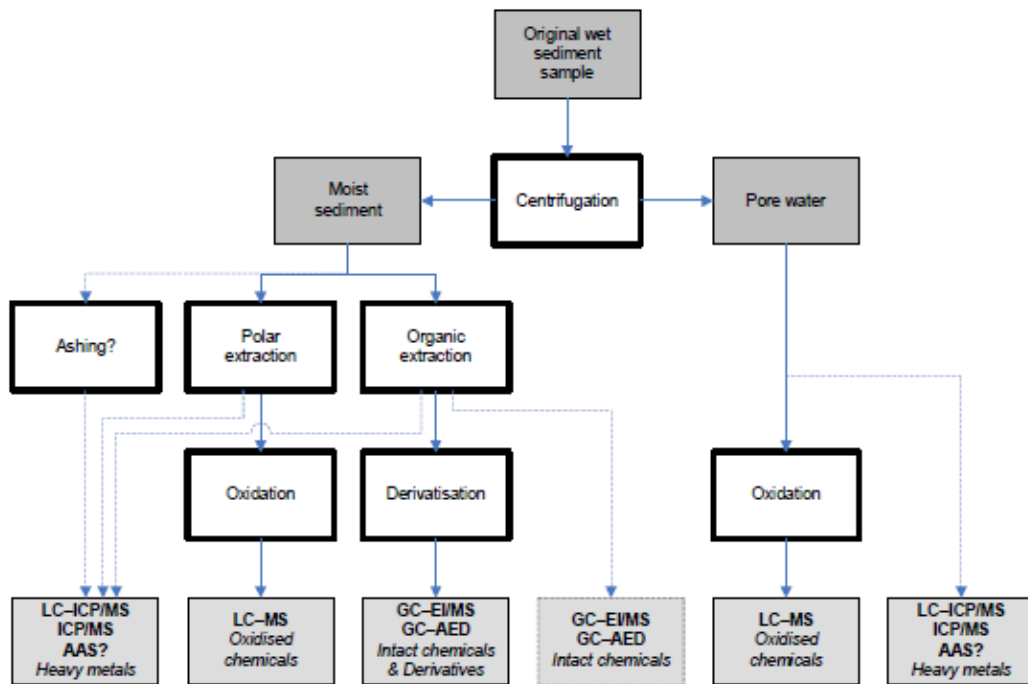 Original wet
sediment
sample
Moist
sediment
Centrifugation
Pore water
Ashing?
Polar
extraction
Organic
extraction
Oxidation
Derivatisation
Oxidation
LC–ICP/MS
ICP/MS
AAS?
Heavy metals
LC–MS
Oxidised
chemicals
GC–EI/MS
GC–AED
Intact chemicals
& Derivatives
GC–EI/MS
GC–AED
Intact chemicals
LC–MS
Oxidised
chemicals
LC–ICP/MS
ICP/MS
AAS?
Heavy metals